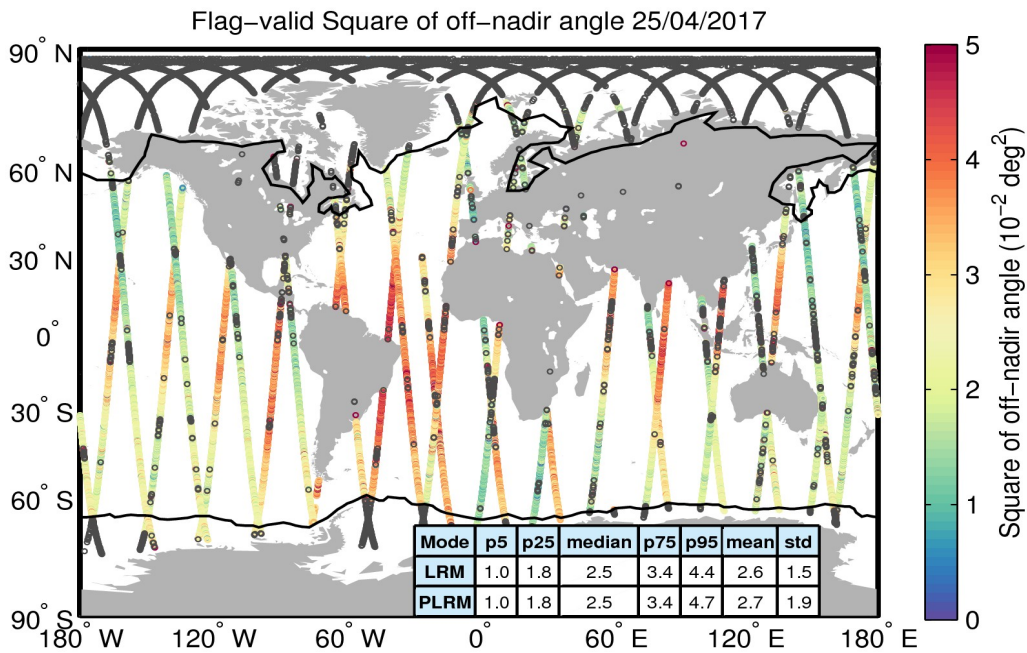 Flag−valid Square of off−nadir angle 25/04/2017
90° N
60° N
30° N
0°
30° S
60° S
90° S
180° W
120° W
60° W
0°
60° E
120° E
180° E
Mode p5 p25 median p75 p95 mean std
LRM 1.0 1.8 2.5 3.4 4.4 2.6 1.5
PLRM 1.0 1.8 2.5 3.4 4.7 2.7 1.9
5
4
3
2
1
0
Square of off−nadir angle (10⁻² deg²)